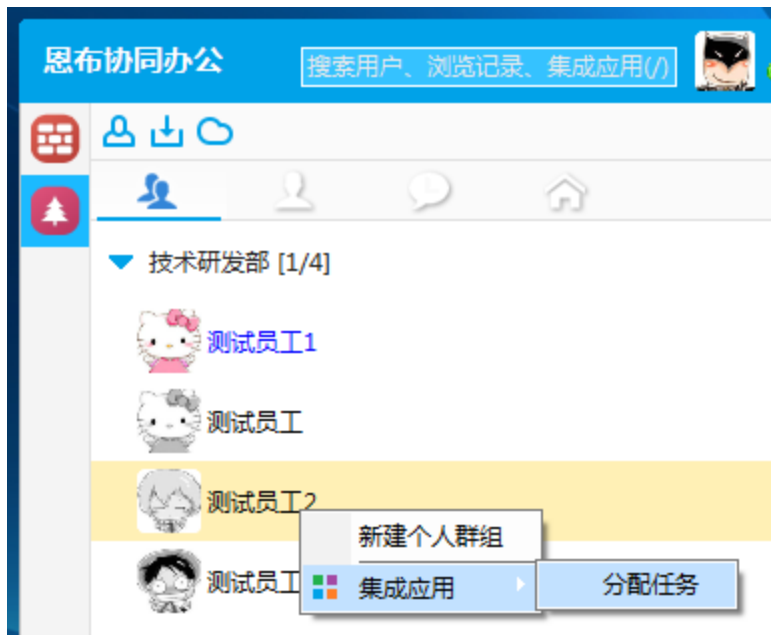 恩布协同办公
搜索用户、浏览记录、集成应用(/)
技术研发部 [1/4]
测试员工1
测试员工
测试员工2
新建个人群组
测试员工
集成应用
分配任务